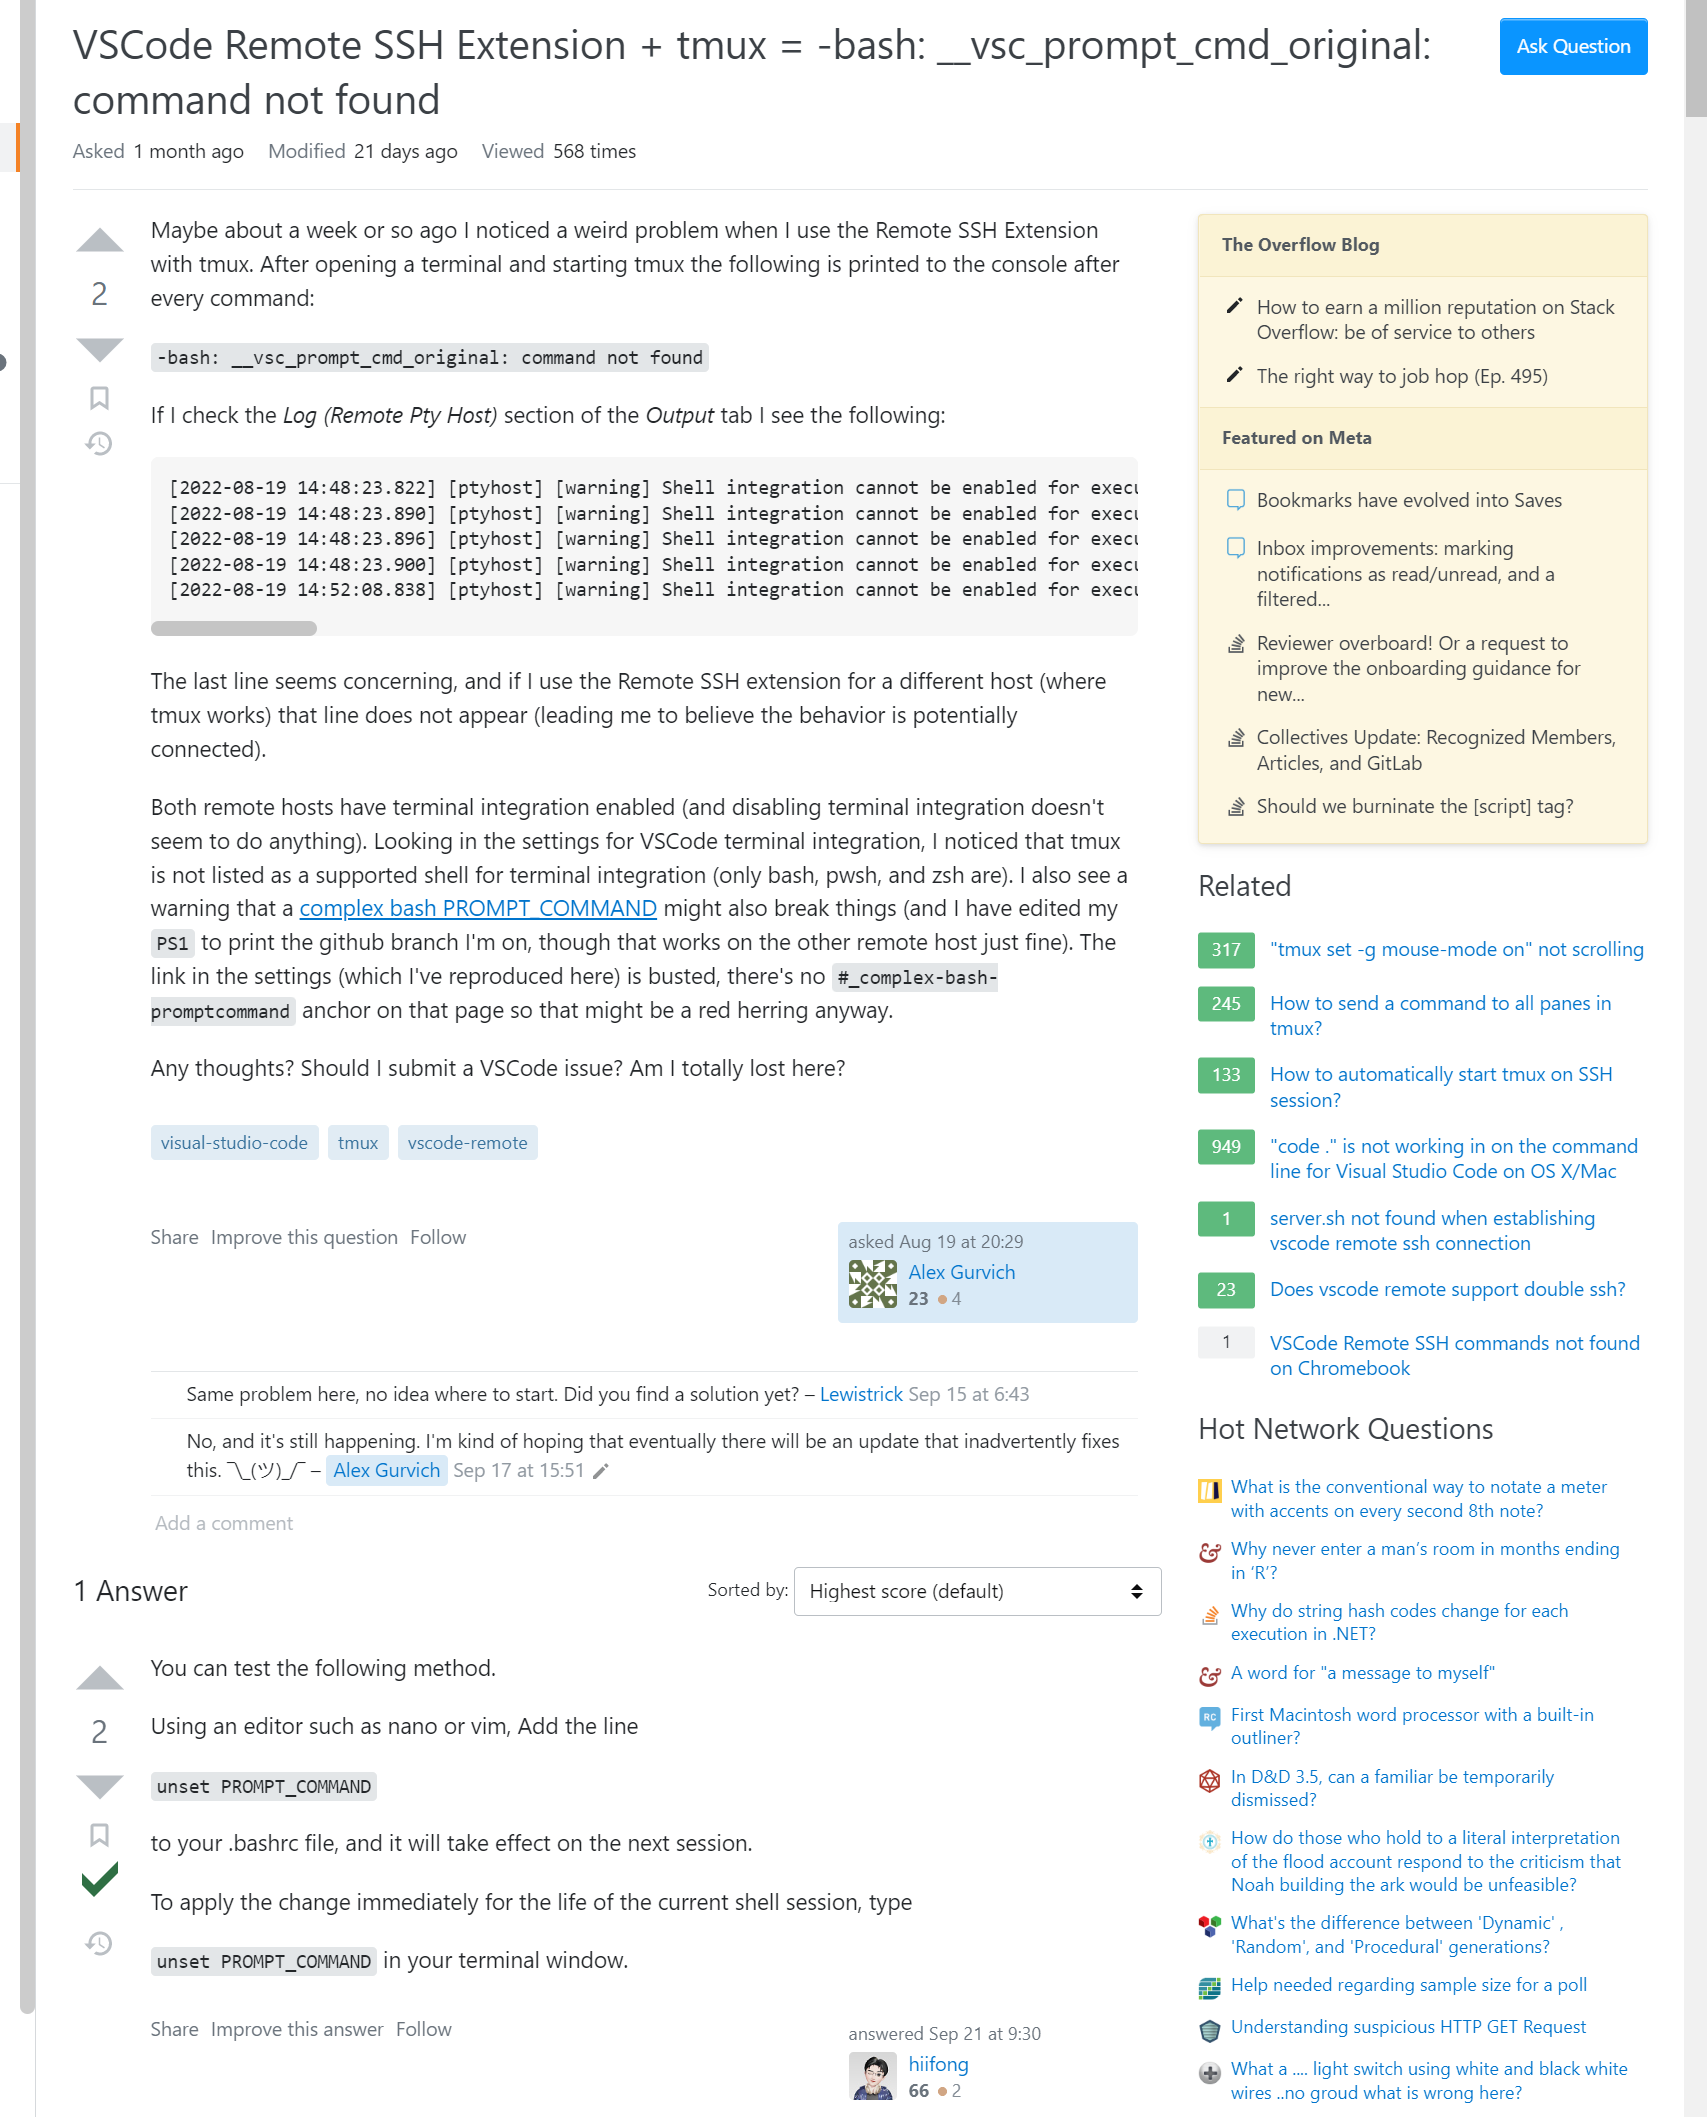 VSCode Remote SSH Extension + tmux = -bash: __vsc_prompt_cmd_original:
command not found
Ask Question
Asked 1 month ago Modified 21 days ago Viewed 568 times
2
Maybe about a week or so ago I noticed a weird problem when I use the Remote SSH Extension
with tmux. After opening a terminal and starting tmux the following is printed to the console after
every command:
-bash: __vsc_prompt_cmd_original: command not found
If I check the Log (Remote Pty Host) section of the Output tab I see the following:
[2022-08-19 14:48:23.822] [ptyhost] [warning] Shell integration cannot be enabled for execu
[2022-08-19 14:48:23.890] [ptyhost] [warning] Shell integration cannot be enabled for execu
[2022-08-19 14:48:23.896] [ptyhost] [warning] Shell integration cannot be enabled for execu
[2022-08-19 14:48:23.900] [ptyhost] [warning] Shell integration cannot be enabled for execu
[2022-08-19 14:52:08.838] [ptyhost] [warning] Shell integration cannot be enabled for execu
The last line seems concerning, and if I use the Remote SSH extension for a different host (where
tmux works) that line does not appear (leading me to believe the behavior is potentially
connected).
Both remote hosts have terminal integration enabled (and disabling terminal integration doesn't
seem to do anything). Looking in the settings for VSCode terminal integration, I noticed that tmux
is not listed as a supported shell for terminal integration (only bash, pwsh, and zsh are). I also see a
warning that a complex bash PROMPT_COMMAND might also break things (and I have edited my
PS1 to print the github branch I'm on, though that works on the other remote host just fine). The
link in the settings (which I've reproduced here) is busted, there's no #_complex-bash-
promptcommand anchor on that page so that might be a red herring anyway.
Any thoughts? Should I submit a VSCode issue? Am I totally lost here?
visual-studio-code tmux vscode-remote
Share Improve this question Follow
asked Aug 19 at 20:29
Alex Gurvich
23 4
Same problem here, no idea where to start. Did you find a solution yet? – Lewistrick Sep 15 at 6:43
No, and it's still happening. I'm kind of hoping that eventually there will be an update that inadvertently fixes
this. ¯\_(ツ)_/¯ – Alex Gurvich Sep 17 at 15:51
Add a comment
1 Answer
Sorted by: Highest score (default)
2
You can test the following method.
Using an editor such as nano or vim, Add the line
unset PROMPT_COMMAND
to your .bashrc file, and it will take effect on the next session.
To apply the change immediately for the life of the current shell session, type
unset PROMPT_COMMAND in your terminal window.
Share Improve this answer Follow
answered Sep 21 at 9:30
hiifong
66 2
The Overflow Blog
How to earn a million reputation on Stack
Overflow: be of service to others
The right way to job hop (Ep. 495)
Featured on Meta
Bookmarks have evolved into Saves
Inbox improvements: marking
notifications as read/unread, and a
filtered...
Reviewer overboard! Or a request to
improve the onboarding guidance for
new...
Collectives Update: Recognized Members,
Articles, and GitLab
Should we burninate the [script] tag?
Related
317 "tmux set -g mouse-mode on" not scrolling
245 How to send a command to all panes in
tmux?
133 How to automatically start tmux on SSH
session?
949 "code ." is not working in on the command
line for Visual Studio Code on OS X/Mac
1 server.sh not found when establishing
vscode remote ssh connection
23 Does vscode remote support double ssh?
1 VSCode Remote SSH commands not found
on Chromebook
Hot Network Questions
What is the conventional way to notate a meter
with accents on every second 8th note?
Why never enter a man’s room in months ending
in ‘R’?
Why do string hash codes change for each
execution in .NET?
A word for "a message to myself"
RC First Macintosh word processor with a built-in
outliner?
In D&D 3.5, can a familiar be temporarily
dismissed?
How do those who hold to a literal interpretation
of the flood account respond to the criticism that
Noah building the ark would be unfeasible?
What's the difference between 'Dynamic' ,
'Random', and 'Procedural' generations?
Help needed regarding sample size for a poll
Understanding suspicious HTTP GET Request
What a .... light switch using white and black white
wires ..no groud what is wrong here?